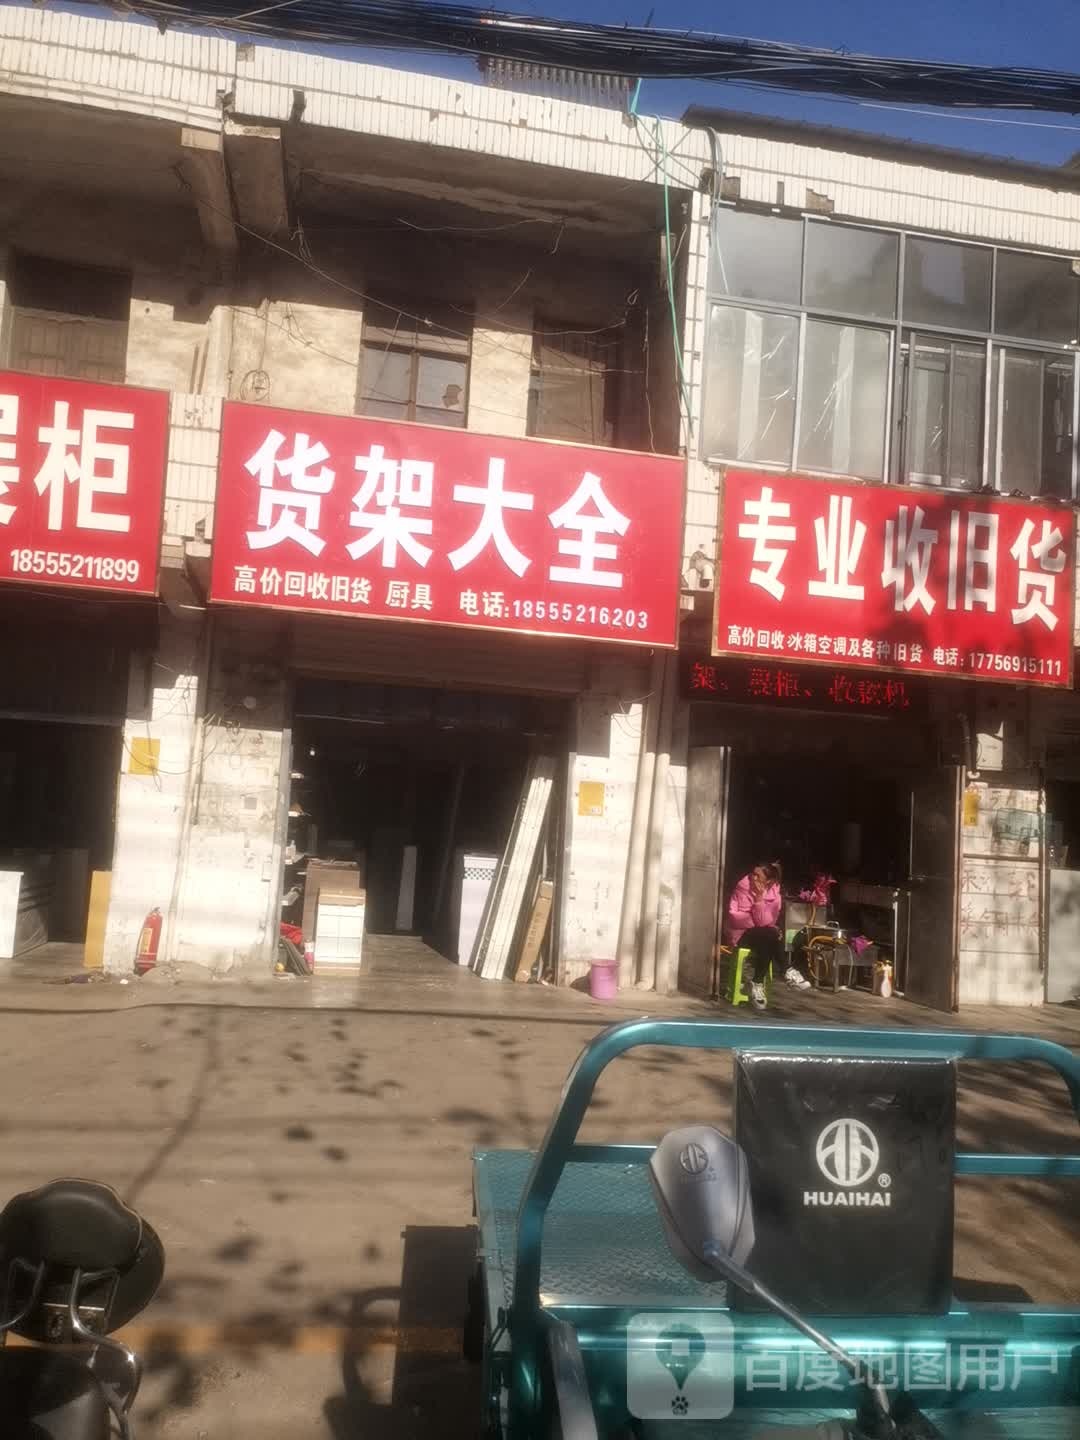 展柜
18555211899
货架大全
高价回收旧货 厨具 电话:18555216203
专业收旧货
高价回收:冰箱空调及各种旧货 电话:17756915111
架、展柜、收款机
HUAIHAI
®
百度地图用户